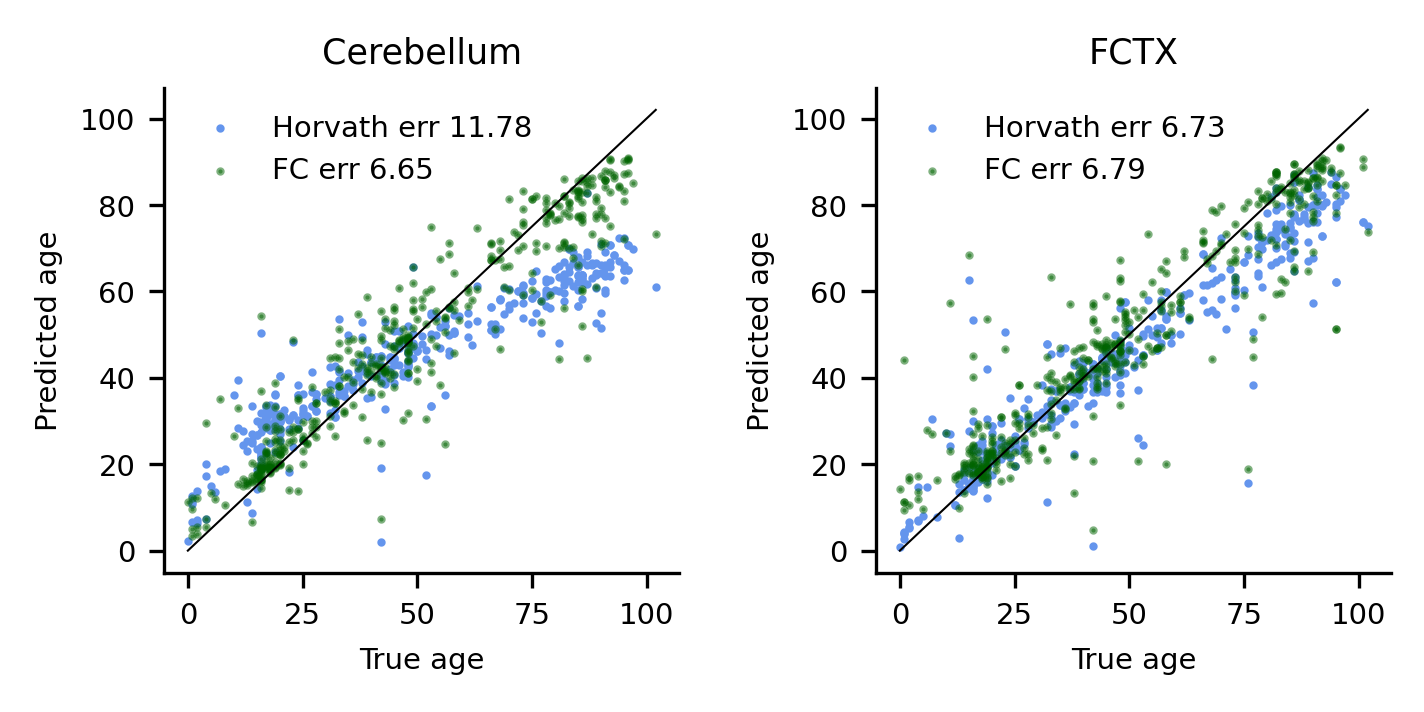 Cerebellum
Horvath err 11.78
FC err 6.65
100
80
60
40
20
0
Predicted age
0 25 50 75 100
True age
FCTX
Horvath err 6.73
FC err 6.79
100
80
60
40
20
0
Predicted age
0 25 50 75 100
True age